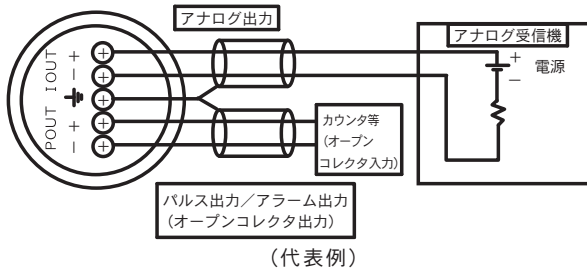 アナログ出力
アナログ受信機
IOUT
+
−
POUT
+
−
+
−
電源
カウンタ等
(オープン
コレクタ入力)
パルス出力／アラーム出力
(オープンコレクタ出力)
(代表例)